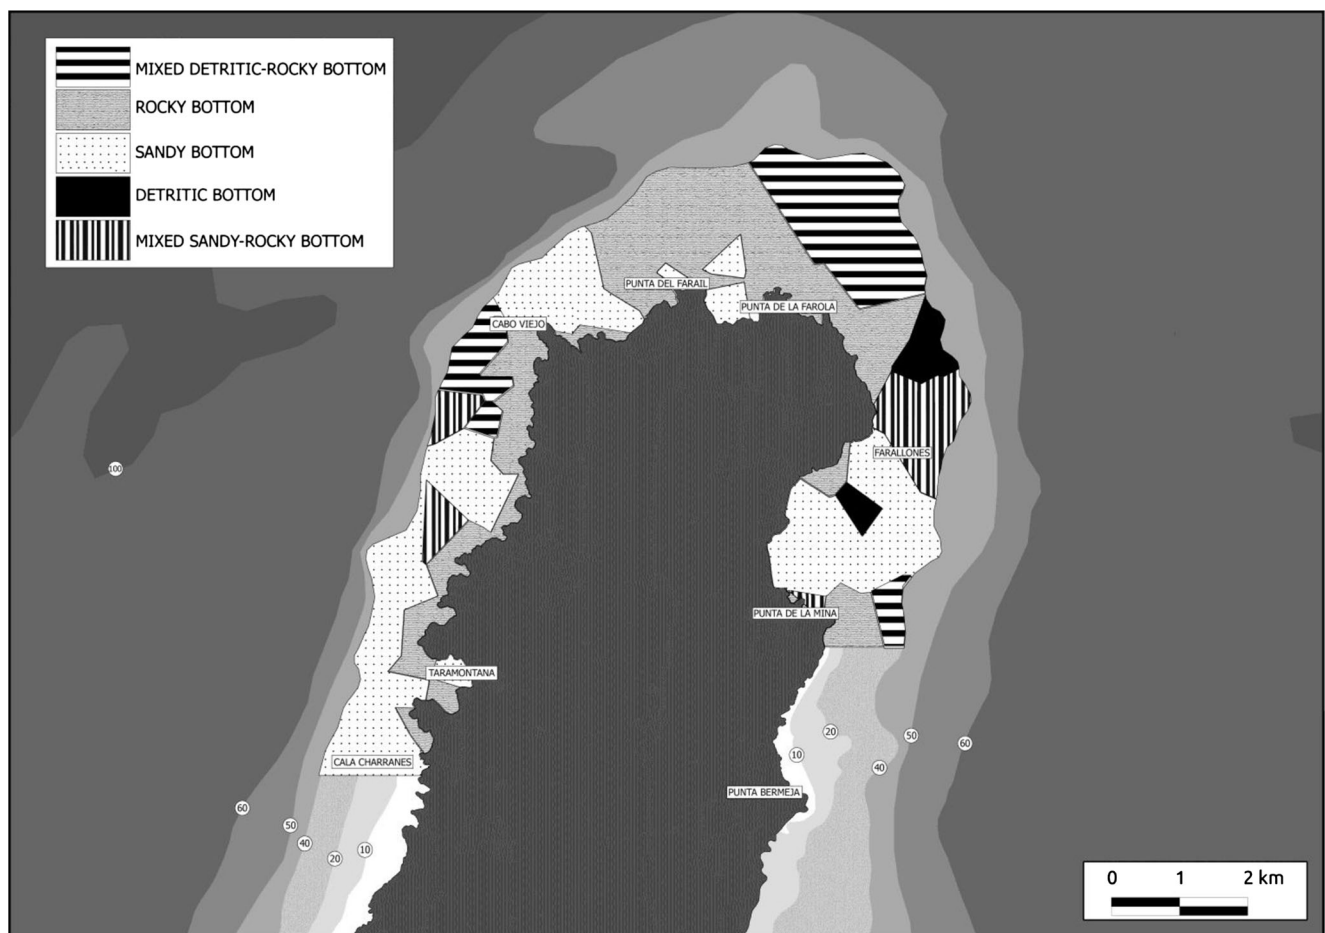 MIXED DETRITIC-ROCKY BOTTOM
ROCKY BOTTOM
SANDY BOTTOM
DETRITIC BOTTOM
MIXED SANDY-ROCKY BOTTOM
PUNTA DEL FARAIL
PUNTA DE LA FAROLA
CABO VIEJO
FARALLONES
100
PUNTA DE LA MINA
TARAMONTANA
20
50
60
10
40
CALA CHARRANES
PUNTA BERMEJA
60
50
40
20
10
0 1 2 km